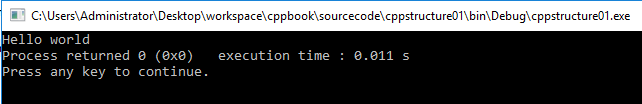 C:\Users\Administrator\Desktop\workspace\cppbook\sourcecode\cppstructure01\bin\Debug\cppstructure01.exe
Hello world
Process returned 0 (0x0)   execution time : 0.011 s
Press any key to continue.